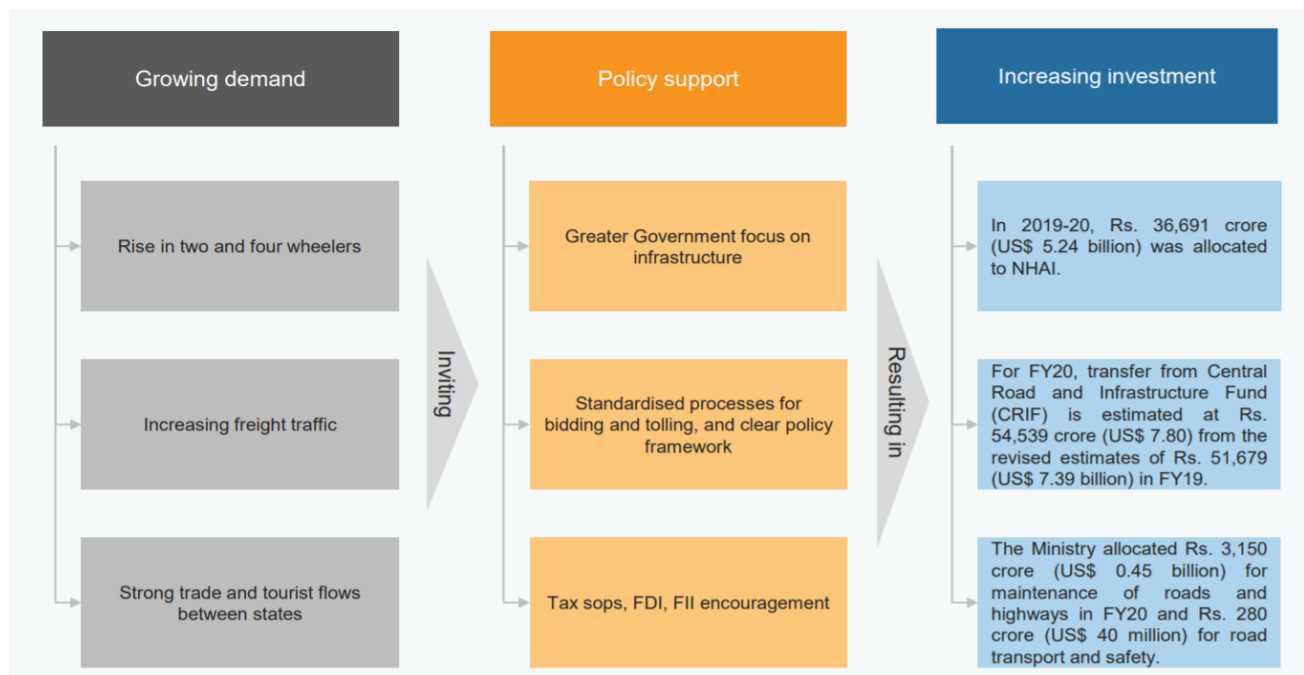 Growing demand
Rise in two and four wheelers
Increasing freight traffic
Strong trade and tourist flows
between states
Inviting
Policy support
Greater Government focus on
infrastructure
Standardised processes for
bidding and tolling, and clear policy
framework
Tax sops, FDI, FII encouragement
Resulting in
Increasing investment
In 2019-20, Rs. 36,691 crore
(US$ 5.24 billion) was allocated
to NHAI.
For FY20, transfer from Central
Road and Infrastructure Fund
(CRIF) is estimated at Rs.
54,539 crore (US$ 7.80) from the
revised estimates of Rs. 51,679
(US$ 7.39 billion) in FY19.
The Ministry allocated Rs. 3,150
crore (US$ 0.45 billion) for
maintenance of roads and
highways in FY20 and Rs. 280
crore (US$ 40 million) for road
transport and safety.